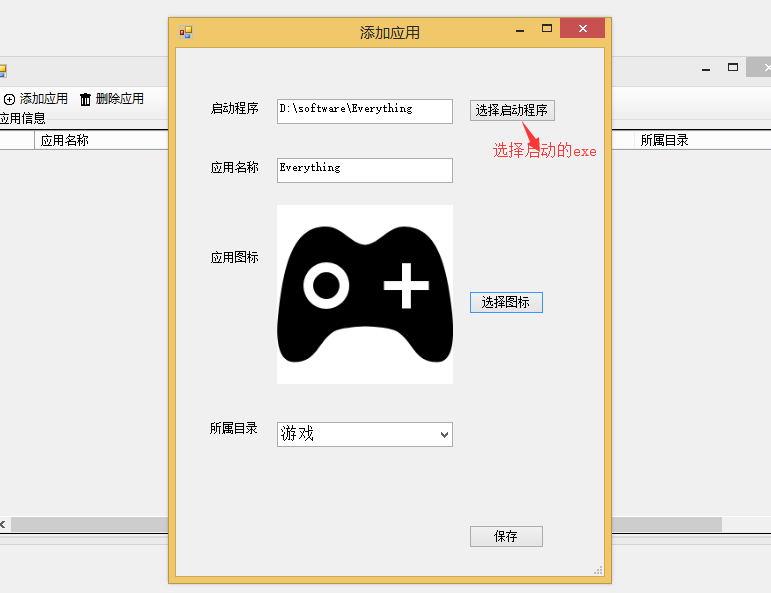 添加应用
添加应用 删除应用
应用信息
应用名称
所属目录
启动程序
D:\software\Everything
选择启动程序
选择启动的exe
应用名称
Everything
应用图标
选择图标
所属目录
游戏
保存